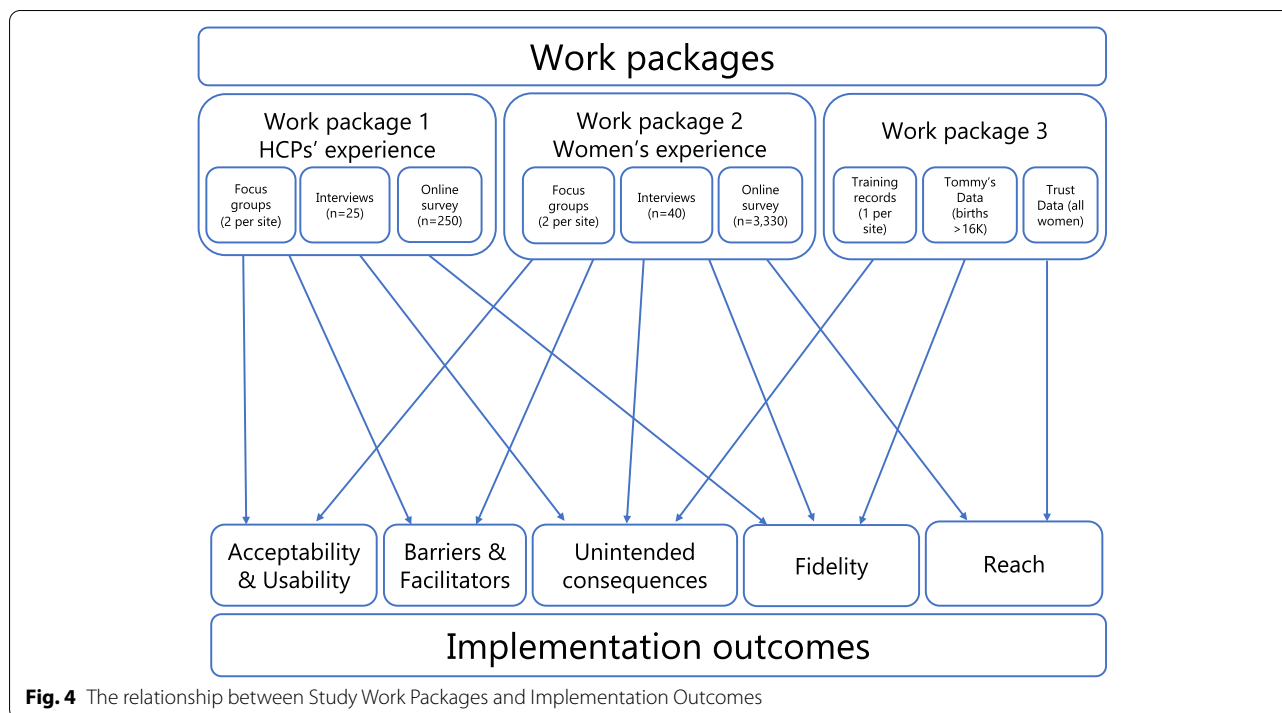 Work packages
Work package 1
HCPs’ experience
Focus
groups
(2 per site)
Interviews
(n=25)
Online
survey
(n=250)
Work package 2
Women’s experience
Focus
groups
(2 per site)
Interviews
(n=40)
Online
survey
(n=3,330)
Work package 3
Training
records
(1 per
site)
Tommy’s
Data
(births
>16K)
Trust
Data (all
women)
Acceptability
& Usability
Barriers &
Facilitators
Unintended
consequences
Fidelity
Reach
Implementation outcomes
Fig. 4 The relationship between Study Work Packages and Implementation Outcomes